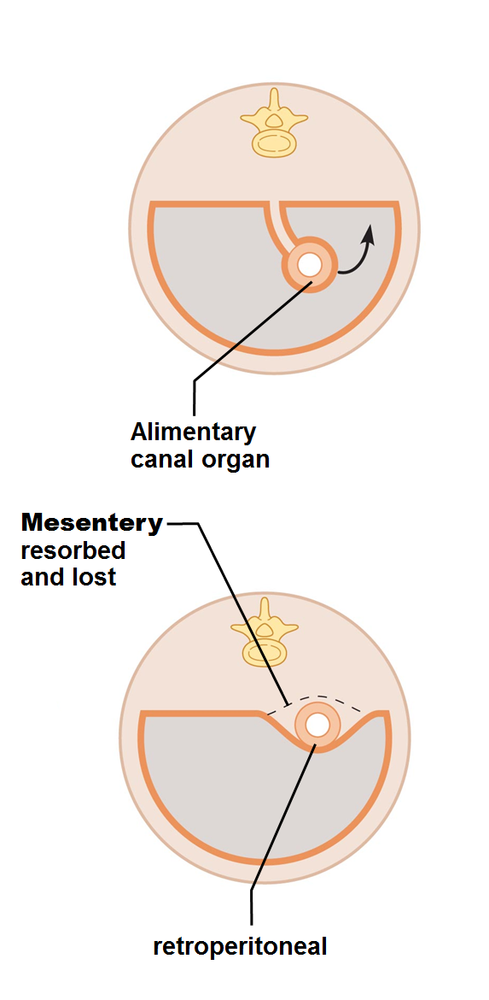 Alimentary
canal organ
Mesentery
resorbed
and lost
retroperitoneal